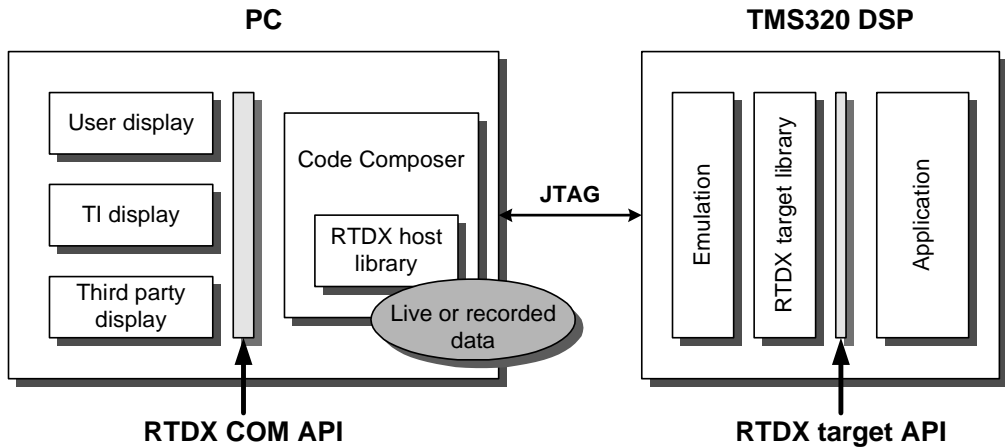 PC
TMS320 DSP
User display
TI display
Third party
display
Code Composer
RTDX host
library
Live or recorded
data
JTAG
Emulation
RTDX target library
Application
RTDX COM API
RTDX target API